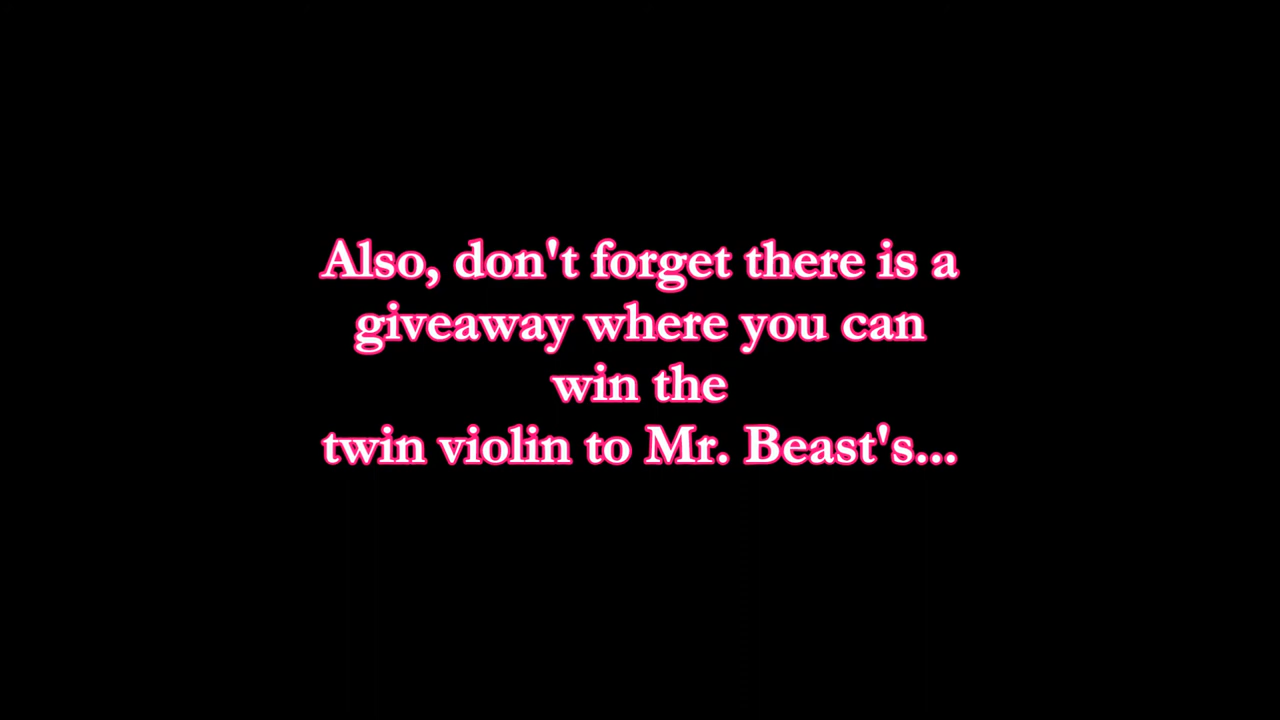 Also, don't forget there is a
giveaway where you can
win the
twin violin to Mr. Beast's...